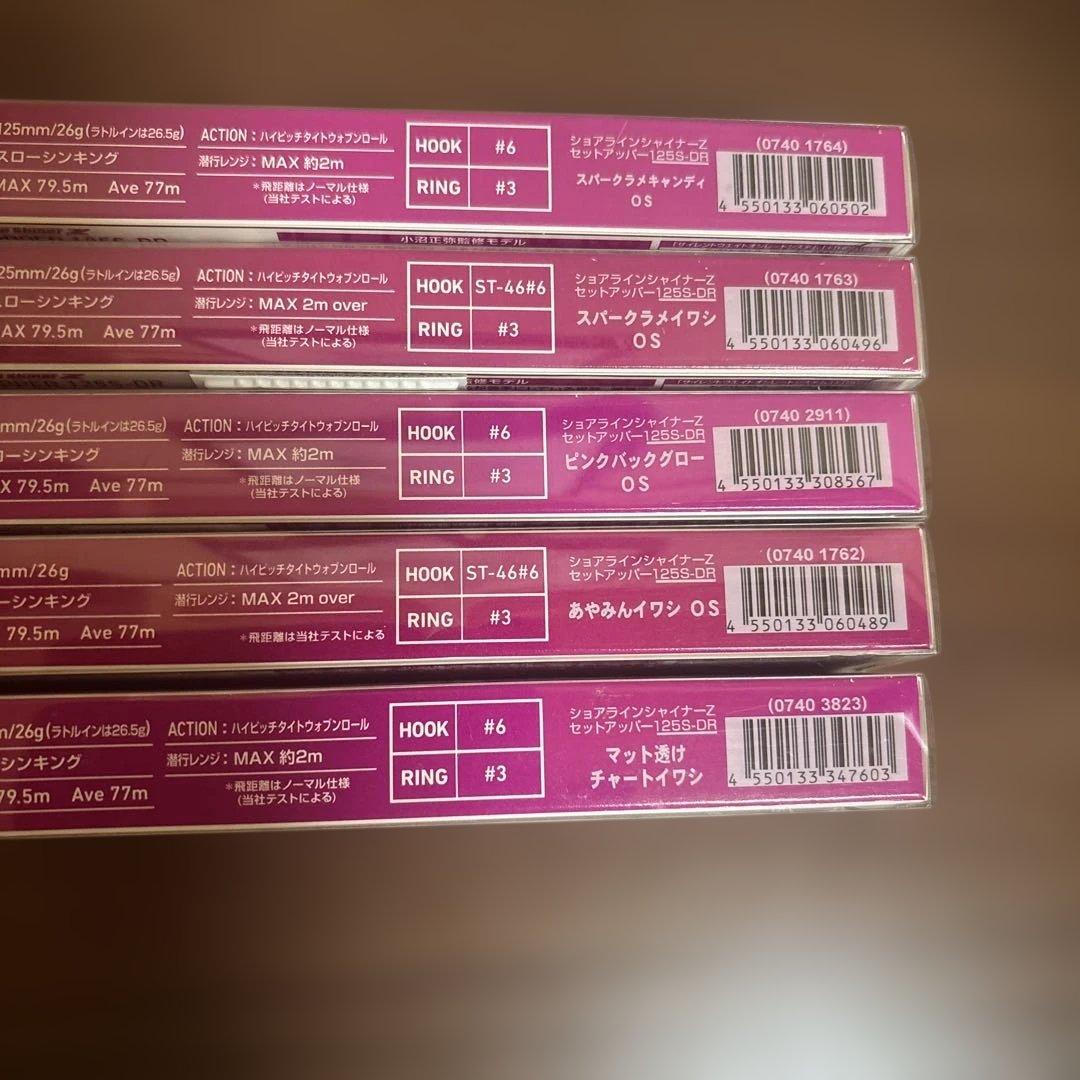 125mm/26g(ラトルインは26.5g)
スローシンキング
MAX 79.5m Ave 77m
ACTION：ハイピッチタイトウォブンロール
潜行レンジ：MAX 約2m
＊飛距離はノーマル仕様
(当社テストによる)
HOOK #6
RING #3
ショアラインシャイナーZ
セットアッパー125S-DR
スパークラメキャンディ
OS
(0740 1764)
4 550133 060502
小沼正弥監修モデル
25mm/26g(ラトルインは26.5g)
スローシンキング
MAX 79.5m Ave 77m
ACTION：ハイピッチタイトウォブンロール
潜行レンジ：MAX 2m over
＊飛距離はノーマル仕様
(当社テストによる)
HOOK ST-46#6
RING #3
ショアラインシャイナーZ
セットアッパー125S-DR
スパークラメイワシ
OS
(0740 1763)
4 550133 060496
監修モデル
mm/26g(ラトルインは26.5g)
ローシンキング
X 79.5m Ave 77m
ACTION：ハイピッチタイトウォブンロール
潜行レンジ：MAX 約2m
＊飛距離はノーマル仕様
(当社テストによる)
HOOK #6
RING #3
ショアラインシャイナーZ
セットアッパー125S-DR
ピンクバックグロー
OS
(0740 2911)
4 550133 308567
mm/26g
ローシンキング
79.5m Ave 77m
ACTION：ハイピッチタイトウォブンロール
潜行レンジ：MAX 2m over
＊飛距離は当社テストによる
HOOK ST-46#6
RING #3
ショアラインシャイナーZ
セットアッパー125S-DR
あやみんイワシ OS
(0740 1762)
4 550133 060489
m/26g(ラトルインは26.5g)
シンキング
79.5m Ave 77m
ACTION：ハイピッチタイトウォブンロール
潜行レンジ：MAX 約2m
＊飛距離はノーマル仕様
(当社テストによる)
HOOK #6
RING #3
ショアラインシャイナーZ
セットアッパー125S-DR
マット透け
チャートイワシ
(0740 3823)
4 550133 347603